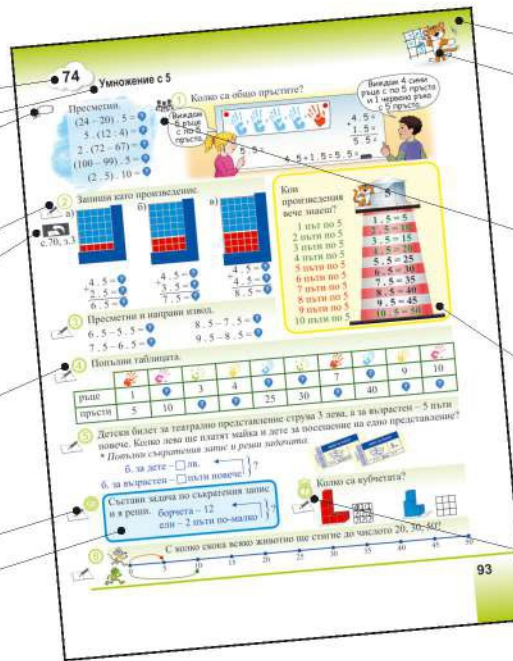 74
Умножение с 5
Пресметни.
(24 – 20) . 5 = ?
5 . (12 : 4) = ?
2 . (72 – 67) = ?
(100 – 99) . 5 = ?
(2 . 5) . 10 = ?
1 Колко са общо пръстите?
Виждам
5 ръце
с по 5
пръста.
Виждам 4 сини
ръце с по 5 пръста
и 1 червена ръка
с 5 пръста.
4 . 5 =
+ 1 . 5 =
5 . 5 =
5 . 5 =
4 . 5 + 1 . 5 = 5 . 5 =
2 Запиши като произведение.
с.70, з.3
а)
б)
в)
4 . 5 = ?
+ 2 . 5 = ?
6 . 5 = ?
4 . 5 = ?
+ 3 . 5 = ?
7 . 5 = ?
4 . 5 = ?
+ 4 . 5 = ?
8 . 5 = ?
Кои
произведения
вече знаеш?
1 път по 5
2 пъти по 5
3 пъти по 5
4 пъти по 5
5 пъти по 5
6 пъти по 5
7 пъти по 5
8 пъти по 5
9 пъти по 5
10 пъти по 5
5
1 . 5 = 5
2 . 5 = 10
3 . 5 = 15
4 . 5 = 20
5 . 5 = 25
6 . 5 = 30
7 . 5 = 35
8 . 5 = 40
9 . 5 = 45
10 . 5 = 50
3 Пресметни и направи извод.
6 . 5 – 5 . 5 = ?
8 . 5 – 7 . 5 = ?
7 . 5 – 6 . 5 = ?
9 . 5 – 8 . 5 = ?
4 Попълни таблицата.
ръце 1 ? 3 4 ? ? 7 ? 9 10
пръсти 5 10 ? ? 25 30 ? 40 ? ?
5 Детски билет за театрално представление струва 3 лева, а за възрастен – 5 пъти
повече. Колко лева ще платят майка и дете за посещение на едно представление?
* Попълни съкратения запис и реши задачата.
б. за дете – лв.
б. за възрастен – пъти повече
?
Състави задача по съкратения запис
и я реши.
борчета – 12
ели – 2 пъти по-малко
?
Колко са кубчетата?
8 С колко скока всяко животно ще стигне до числото 20, 30, 50?
0 5 10 15 20 25 30 35 40 45 50
93